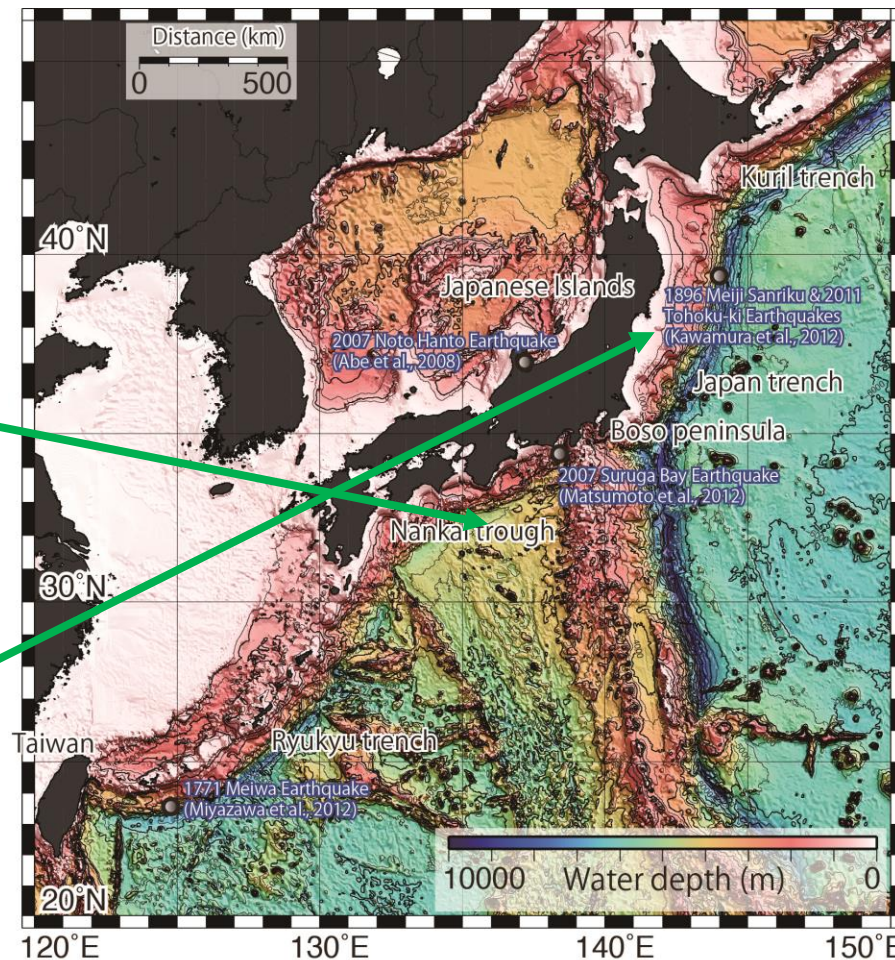 Distance (km)
0 500
Kuril trench
40°N
Japanese Islands
1896 Meiji Sanriku & 2011
Tohoku-ki Earthquakes
(Kawamura et al., 2012)
2007 Noto Hanto Earthquake
(Abe et al., 2008)
Japan trench
Boso peninsula
2007 Suruga Bay Earthquake
(Matsumoto et al., 2012)
Nankai trough
30°N
Taiwan
Ryukyu trench
1771 Meiwa Earthquake
(Miyazawa et al., 2012)
10000 Water depth (m) 0
20°N
120°E 130°E 140°E 150°E